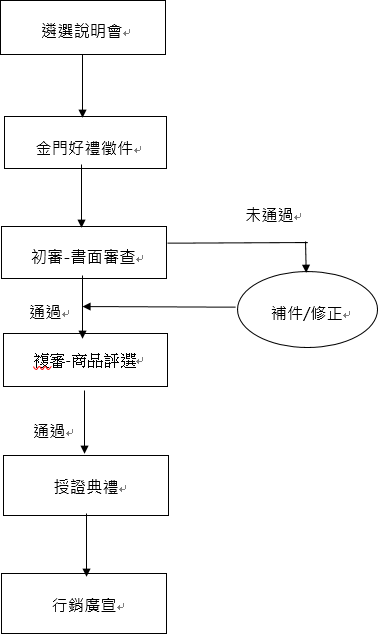 遴選說明會
金門好禮徵件
未通過
初審-書面審查
補件/修正
通過
複審-商品評選
通過
授證典禮
行銷廣宣